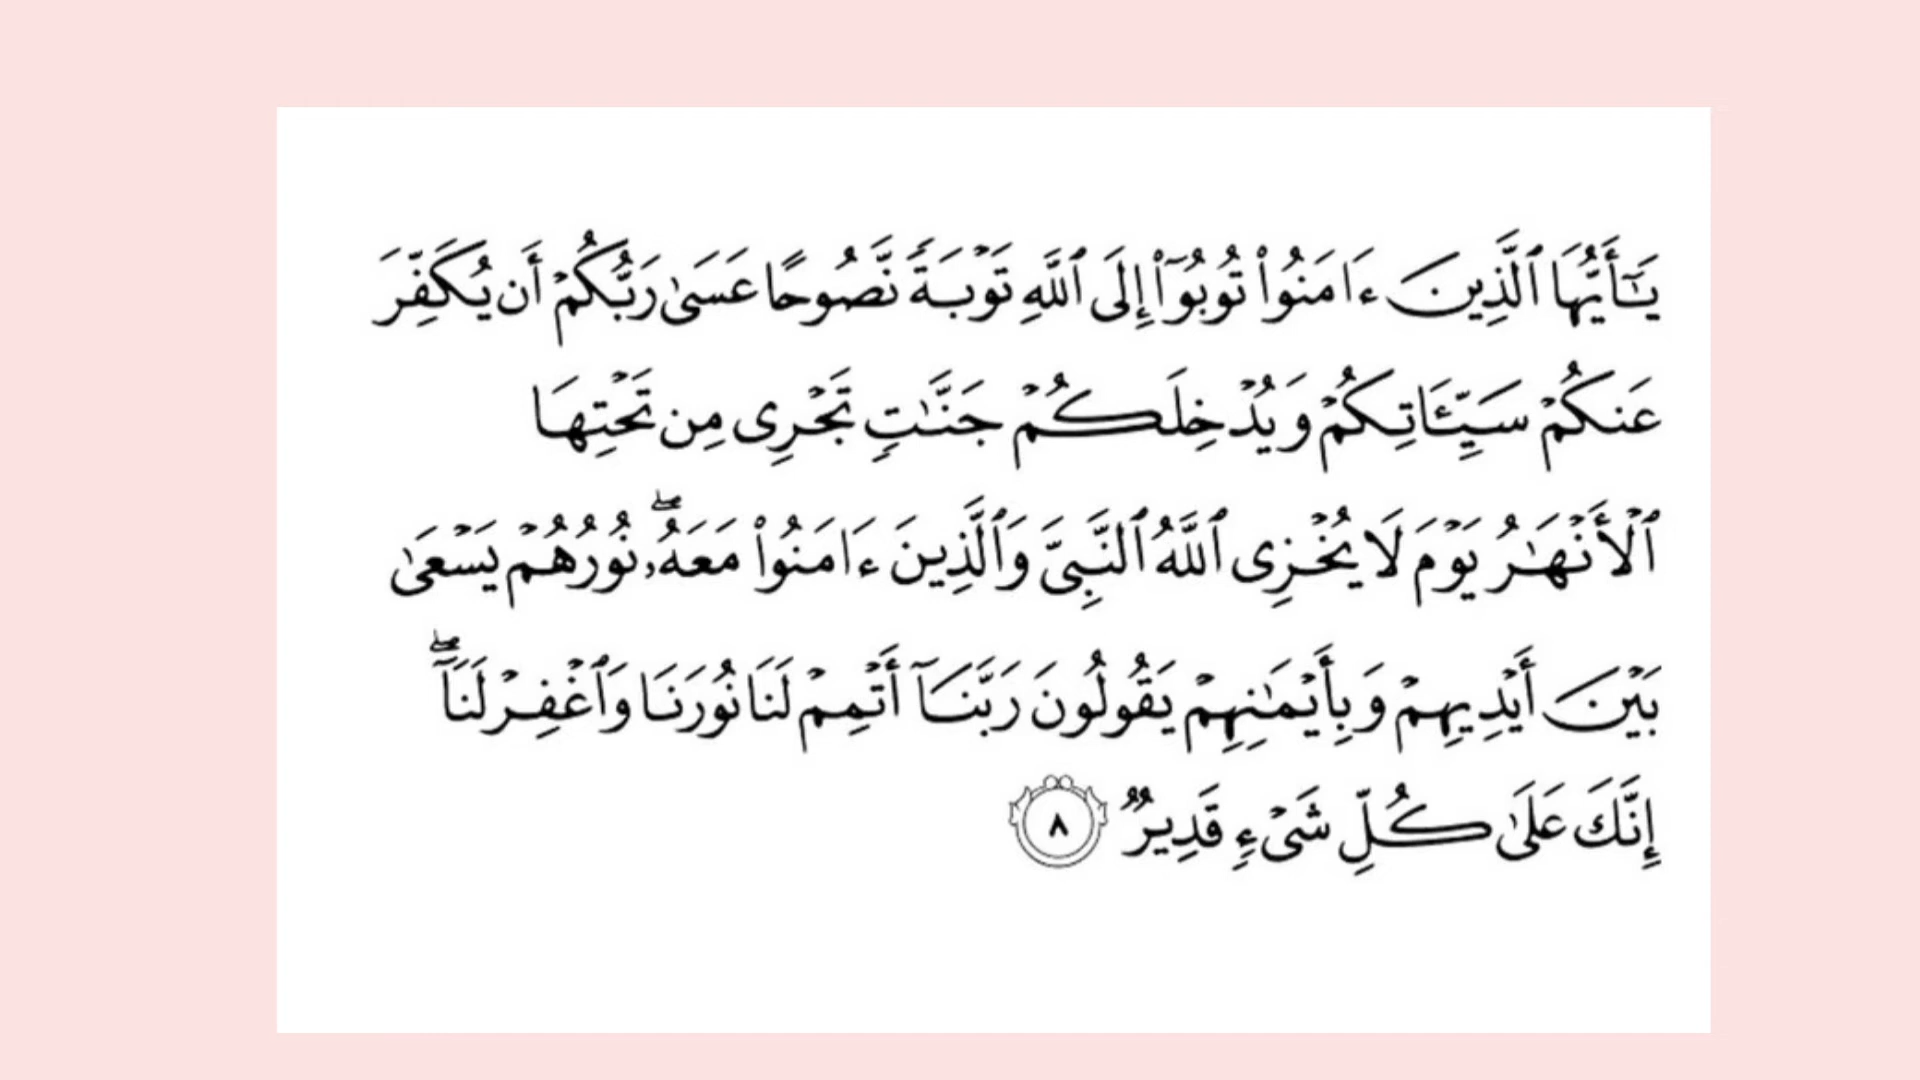 يَـٰٓأَيُّهَا ٱلَّذِينَ ءَامَنُوا۟ تُوبُوٓا۟ إِلَى ٱللَّهِ تَوْبَةً نَّصُوحًا عَسَىٰ رَبُّكُمْ أَن يُكَفِّرَ
عَنكُمْ سَيِّـَٔاتِكُمْ وَيُدْخِلَكُمْ جَنَّـٰتٍ تَجْرِى مِن تَحْتِهَا
ٱلْأَنْهَـٰرُ يَوْمَ لَا يُخْزِى ٱللَّهُ ٱلنَّبِىَّ وَٱلَّذِينَ ءَامَنُوا۟ مَعَهُۥ ۖ نُورُهُمْ يَسْعَىٰ
بَيْنَ أَيْدِيهِمْ وَبِأَيْمَـٰنِهِمْ يَقُولُونَ رَبَّنَآ أَتْمِمْ لَنَا نُورَنَا وَٱغْفِرْ لَنَآ ۖ
إِنَّكَ عَلَىٰ كُلِّ شَىْءٍ قَدِيرٌ ٨